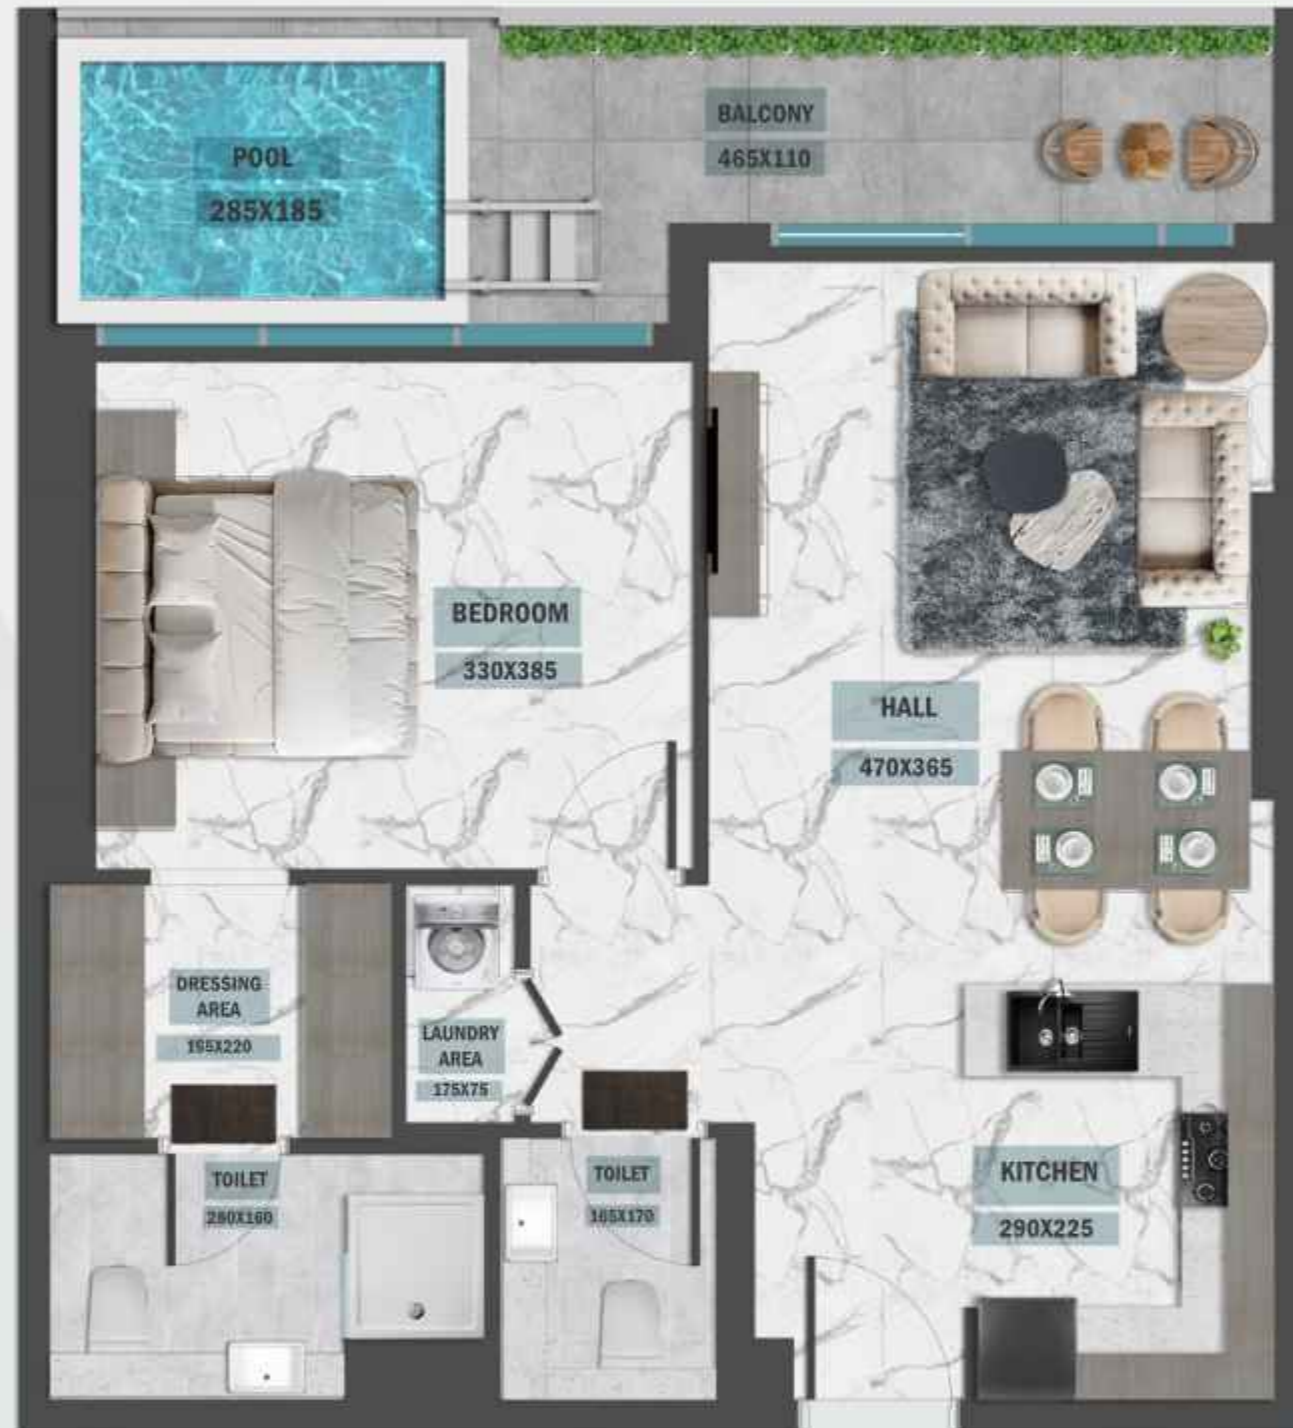 BALCONY
465X110
POOL
285X185
BEDROOM
330X385
HALL
470X365
DRESSING
AREA
195X220
LAUNDRY
AREA
175X75
TOILET
280X160
TOILET
165X170
KITCHEN
290X225